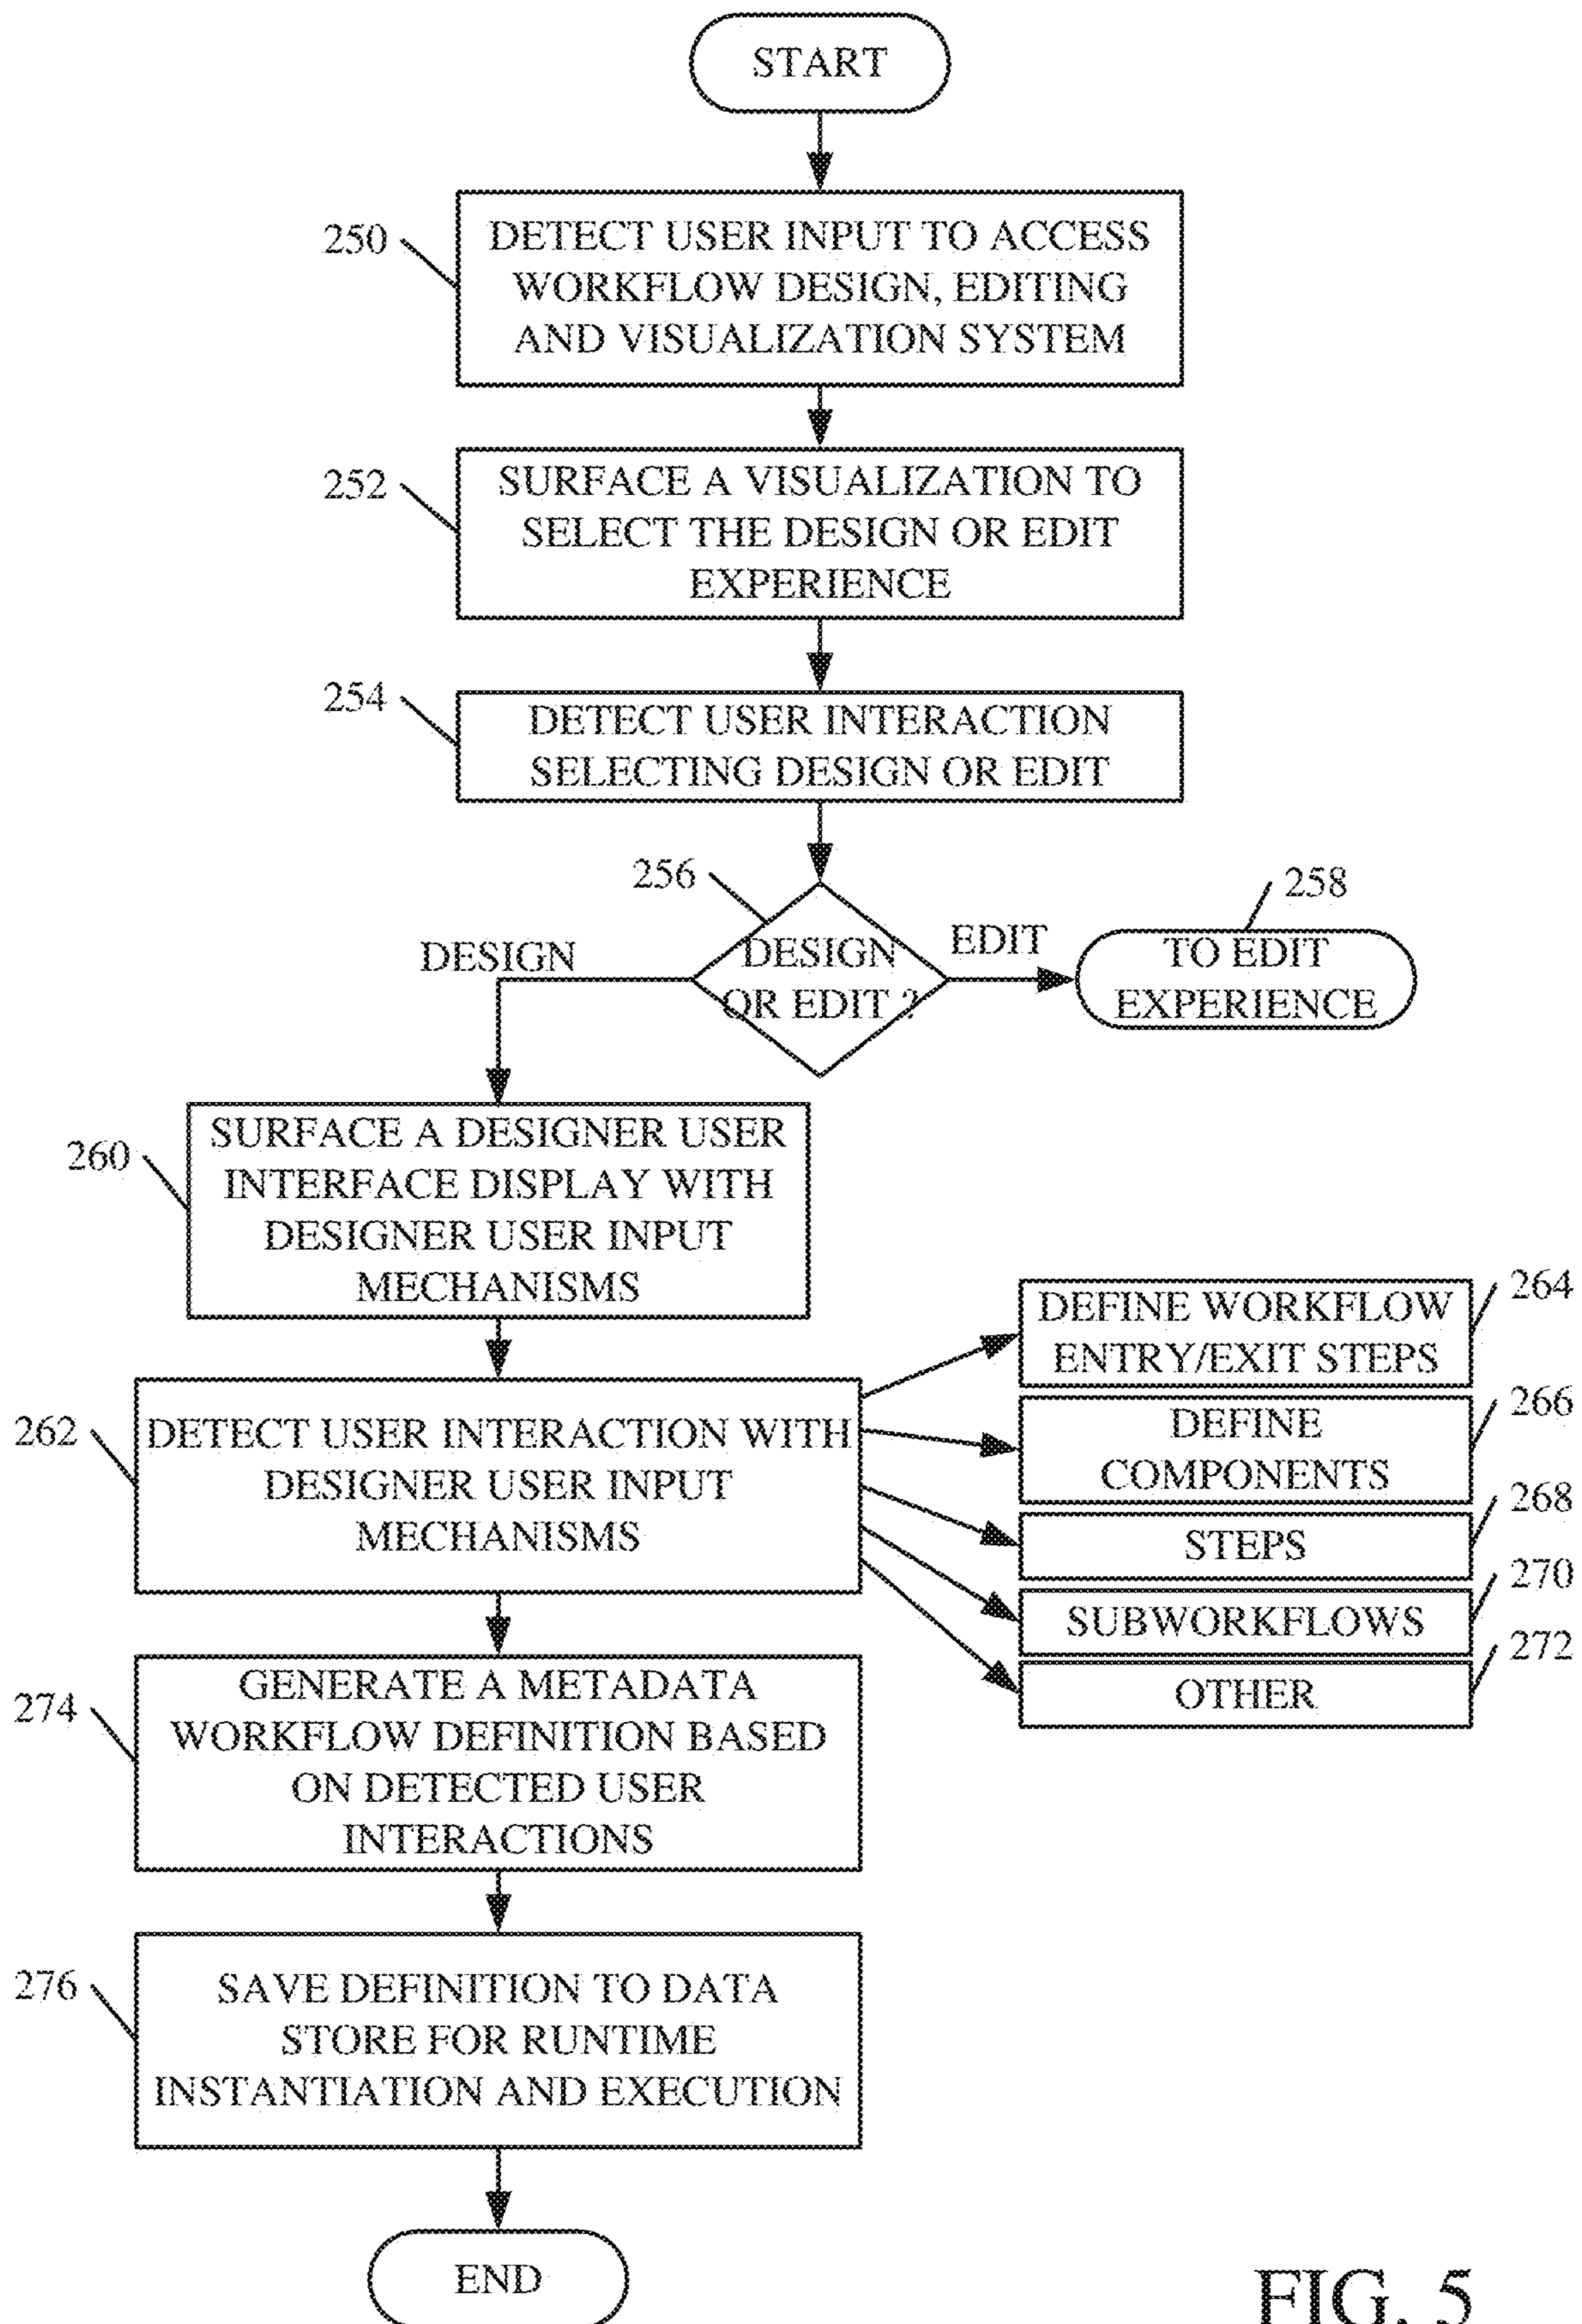 START
250
DETECT USER INPUT TO ACCESS
WORKFLOW DESIGN, EDITING
AND VISUALIZATION SYSTEM
252
SURFACE A VISUALIZATION TO
SELECT THE DESIGN OR EDIT
EXPERIENCE
254
DETECT USER INTERACTION
SELECTING DESIGN OR EDIT
256
258
DESIGN
DESIGN
OR EDIT ?
EDIT
TO EDIT
EXPERIENCE
260
SURFACE A DESIGNER USER
INTERFACE DISPLAY WITH
DESIGNER USER INPUT
MECHANISMS
262
DETECT USER INTERACTION WITH
DESIGNER USER INPUT
MECHANISMS
264
DEFINE WORKFLOW
ENTRY/EXIT STEPS
266
DEFINE
COMPONENTS
268
STEPS
270
SUBWORKFLOWS
272
OTHER
274
GENERATE A METADATA
WORKFLOW DEFINITION BASED
ON DETECTED USER
INTERACTIONS
276
SAVE DEFINITION TO DATA
STORE FOR RUNTIME
INSTANTIATION AND EXECUTION
END
FIG. 5